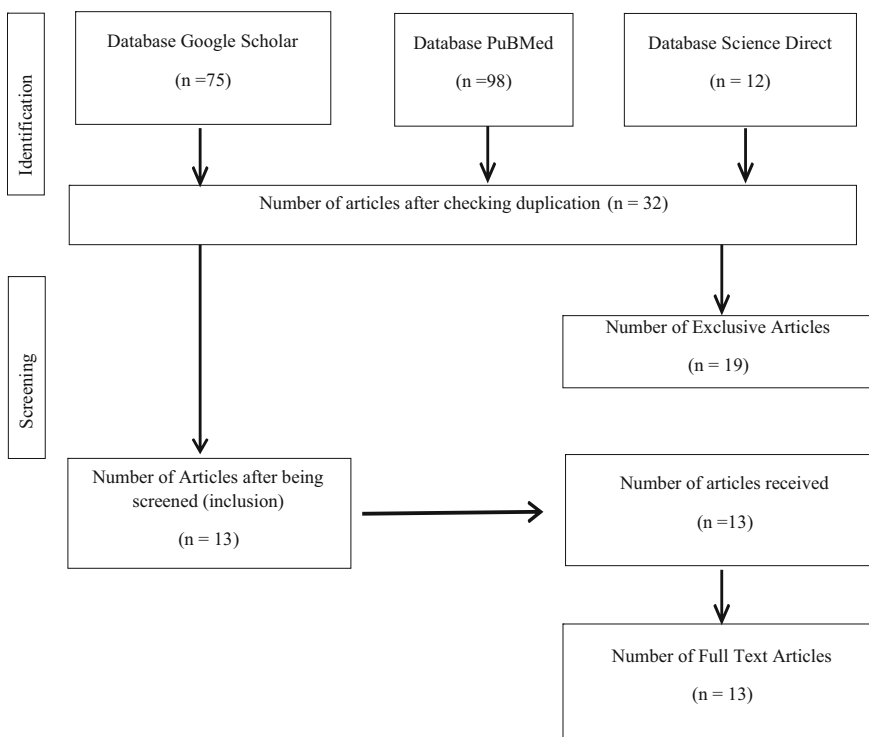 Identification
Database Google Scholar
(n =75)
Database PuBMed
(n =98)
Database Science Direct
(n = 12)
Number of articles after checking duplication (n = 32)
Screening
Number of Exclusive Articles
(n = 19)
Number of Articles after being
screened (inclusion)
(n = 13)
Number of articles received
(n =13)
Number of Full Text Articles
(n = 13)